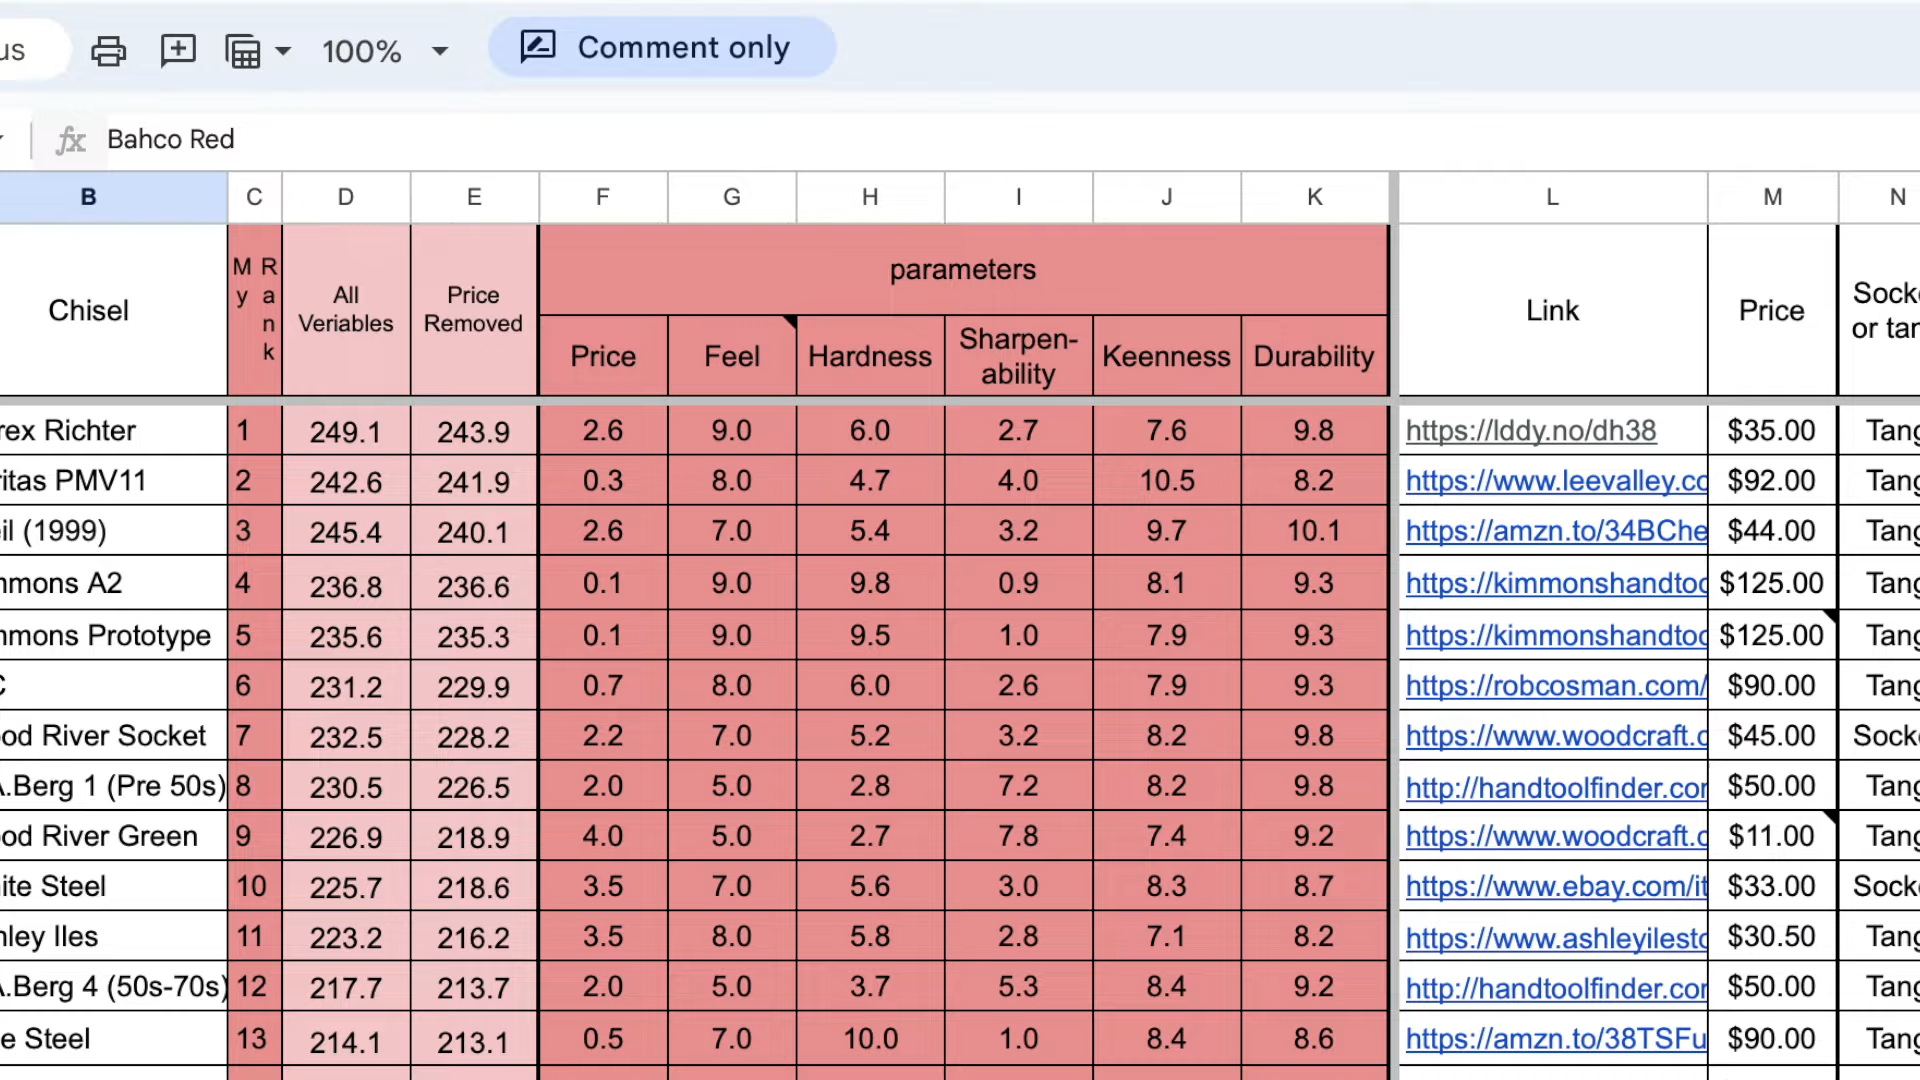 us 100% Comment only
fx Bahco Red
B C D E F G H I J K L M N
Chisel My Rank All Veriables Price Removed parameters Link Price Socke or tan
Price Feel Hardness Sharpen-ability Keenness Durability
rex Richter 1 249.1 243.9 2.6 9.0 6.0 2.7 7.6 9.8 https://lddy.no/dh38 $35.00 Tang
ritas PMV11 2 242.6 241.9 0.3 8.0 4.7 4.0 10.5 8.2 https://www.leevalley.co $92.00 Tang
il (1999) 3 245.4 240.1 2.6 7.0 5.4 3.2 9.7 10.1 https://amzn.to/34BChe $44.00 Tang
mmons A2 4 236.8 236.6 0.1 9.0 9.8 0.9 8.1 9.3 https://kimmonshandtoo $125.00 Tang
mmons Prototype 5 235.6 235.3 0.1 9.0 9.5 1.0 7.9 9.3 https://kimmonshandtoo $125.00 Tang
C 6 231.2 229.9 0.7 8.0 6.0 2.6 7.9 9.3 https://robcosman.com/ $90.00 Tang
od River Socket 7 232.5 228.2 2.2 7.0 5.2 3.2 8.2 9.8 https://www.woodcraft.c $45.00 Socke
A.Berg 1 (Pre 50s) 8 230.5 226.5 2.0 5.0 2.8 7.2 8.2 9.8 http://handtoolfinder.com $50.00 Tang
od River Green 9 226.9 218.9 4.0 5.0 2.7 7.8 7.4 9.2 https://www.woodcraft.c $11.00 Tang
ite Steel 10 225.7 218.6 3.5 7.0 5.6 3.0 8.3 8.7 https://www.ebay.com/it $33.00 Socke
hley Iles 11 223.2 216.2 3.5 8.0 5.8 2.8 7.1 8.2 https://www.ashleyilesto $30.50 Tang
A.Berg 4 (50s-70s) 12 217.7 213.7 2.0 5.0 3.7 5.3 8.4 9.2 http://handtoolfinder.com $50.00 Tang
e Steel 13 214.1 213.1 0.5 7.0 10.0 1.0 8.4 8.6 https://amzn.to/38TSFu $90.00 Tang